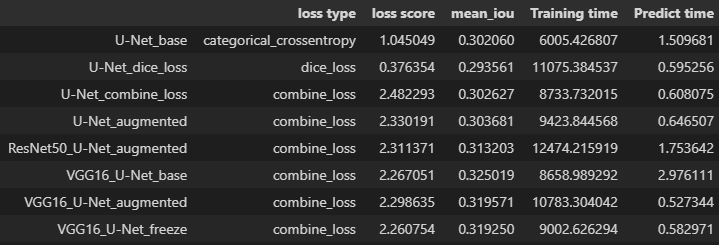 loss type loss score mean_iou Training time Predict time
U-Net_base categorical_crossentropy 1.045049 0.302060 6005.426807 1.509681
U-Net_dice_loss dice_loss 0.376354 0.293561 11075.384537 0.595256
U-Net_combine_loss combine_loss 2.482293 0.302627 8733.732015 0.608075
U-Net_augmented combine_loss 2.330191 0.303681 9423.844568 0.646507
ResNet50_U-Net_augmented combine_loss 2.311371 0.313203 12474.215919 1.753642
VGG16_U-Net_base combine_loss 2.267051 0.325019 8658.989292 2.976111
VGG16_U-Net_augmented combine_loss 2.298635 0.319571 10783.304042 0.527344
VGG16_U-Net_freeze combine_loss 2.260754 0.319250 9002.626294 0.582971